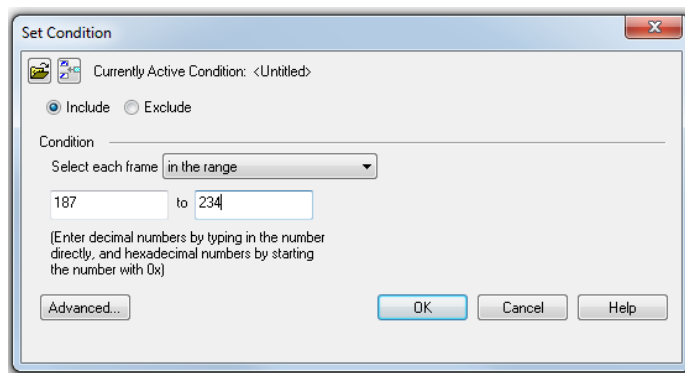 Set Condition
Currently Active Condition: <Untitled>
Include Exclude
Condition
Select each frame in the range
187 to 234
(Enter decimal numbers by typing in the number
directly, and hexadecimal numbers by starting
the number with 0x)
Advanced... OK Cancel Help